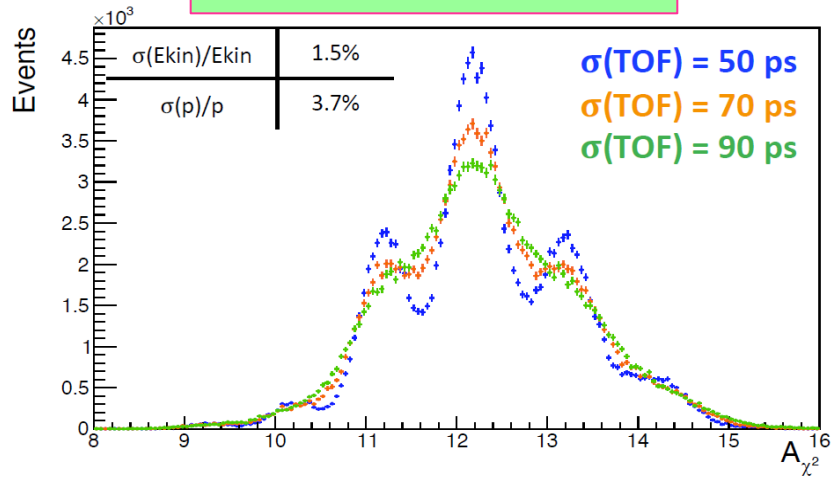 ×10³
σ(Ekin)/Ekin 1.5%
σ(p)/p 3.7%
σ(TOF) = 50 ps
σ(TOF) = 70 ps
σ(TOF) = 90 ps
Events
4.5
4
3.5
3
2.5
2
1.5
1
0.5
0
8 9 10 11 12 13 14 15 16
A_χ²